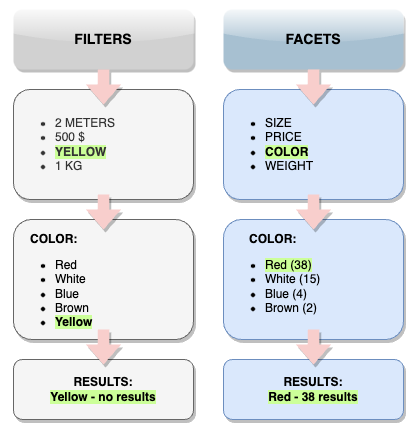 FILTERS
• 2 METERS
• 500 $
• YELLOW
• 1 KG
COLOR:
• Red
• White
• Blue
• Brown
• Yellow
RESULTS:
Yellow - no results
FACETS
• SIZE
• PRICE
• COLOR
• WEIGHT
COLOR:
• Red (38)
• White (15)
• Blue (4)
• Brown (2)
RESULTS:
Red - 38 results